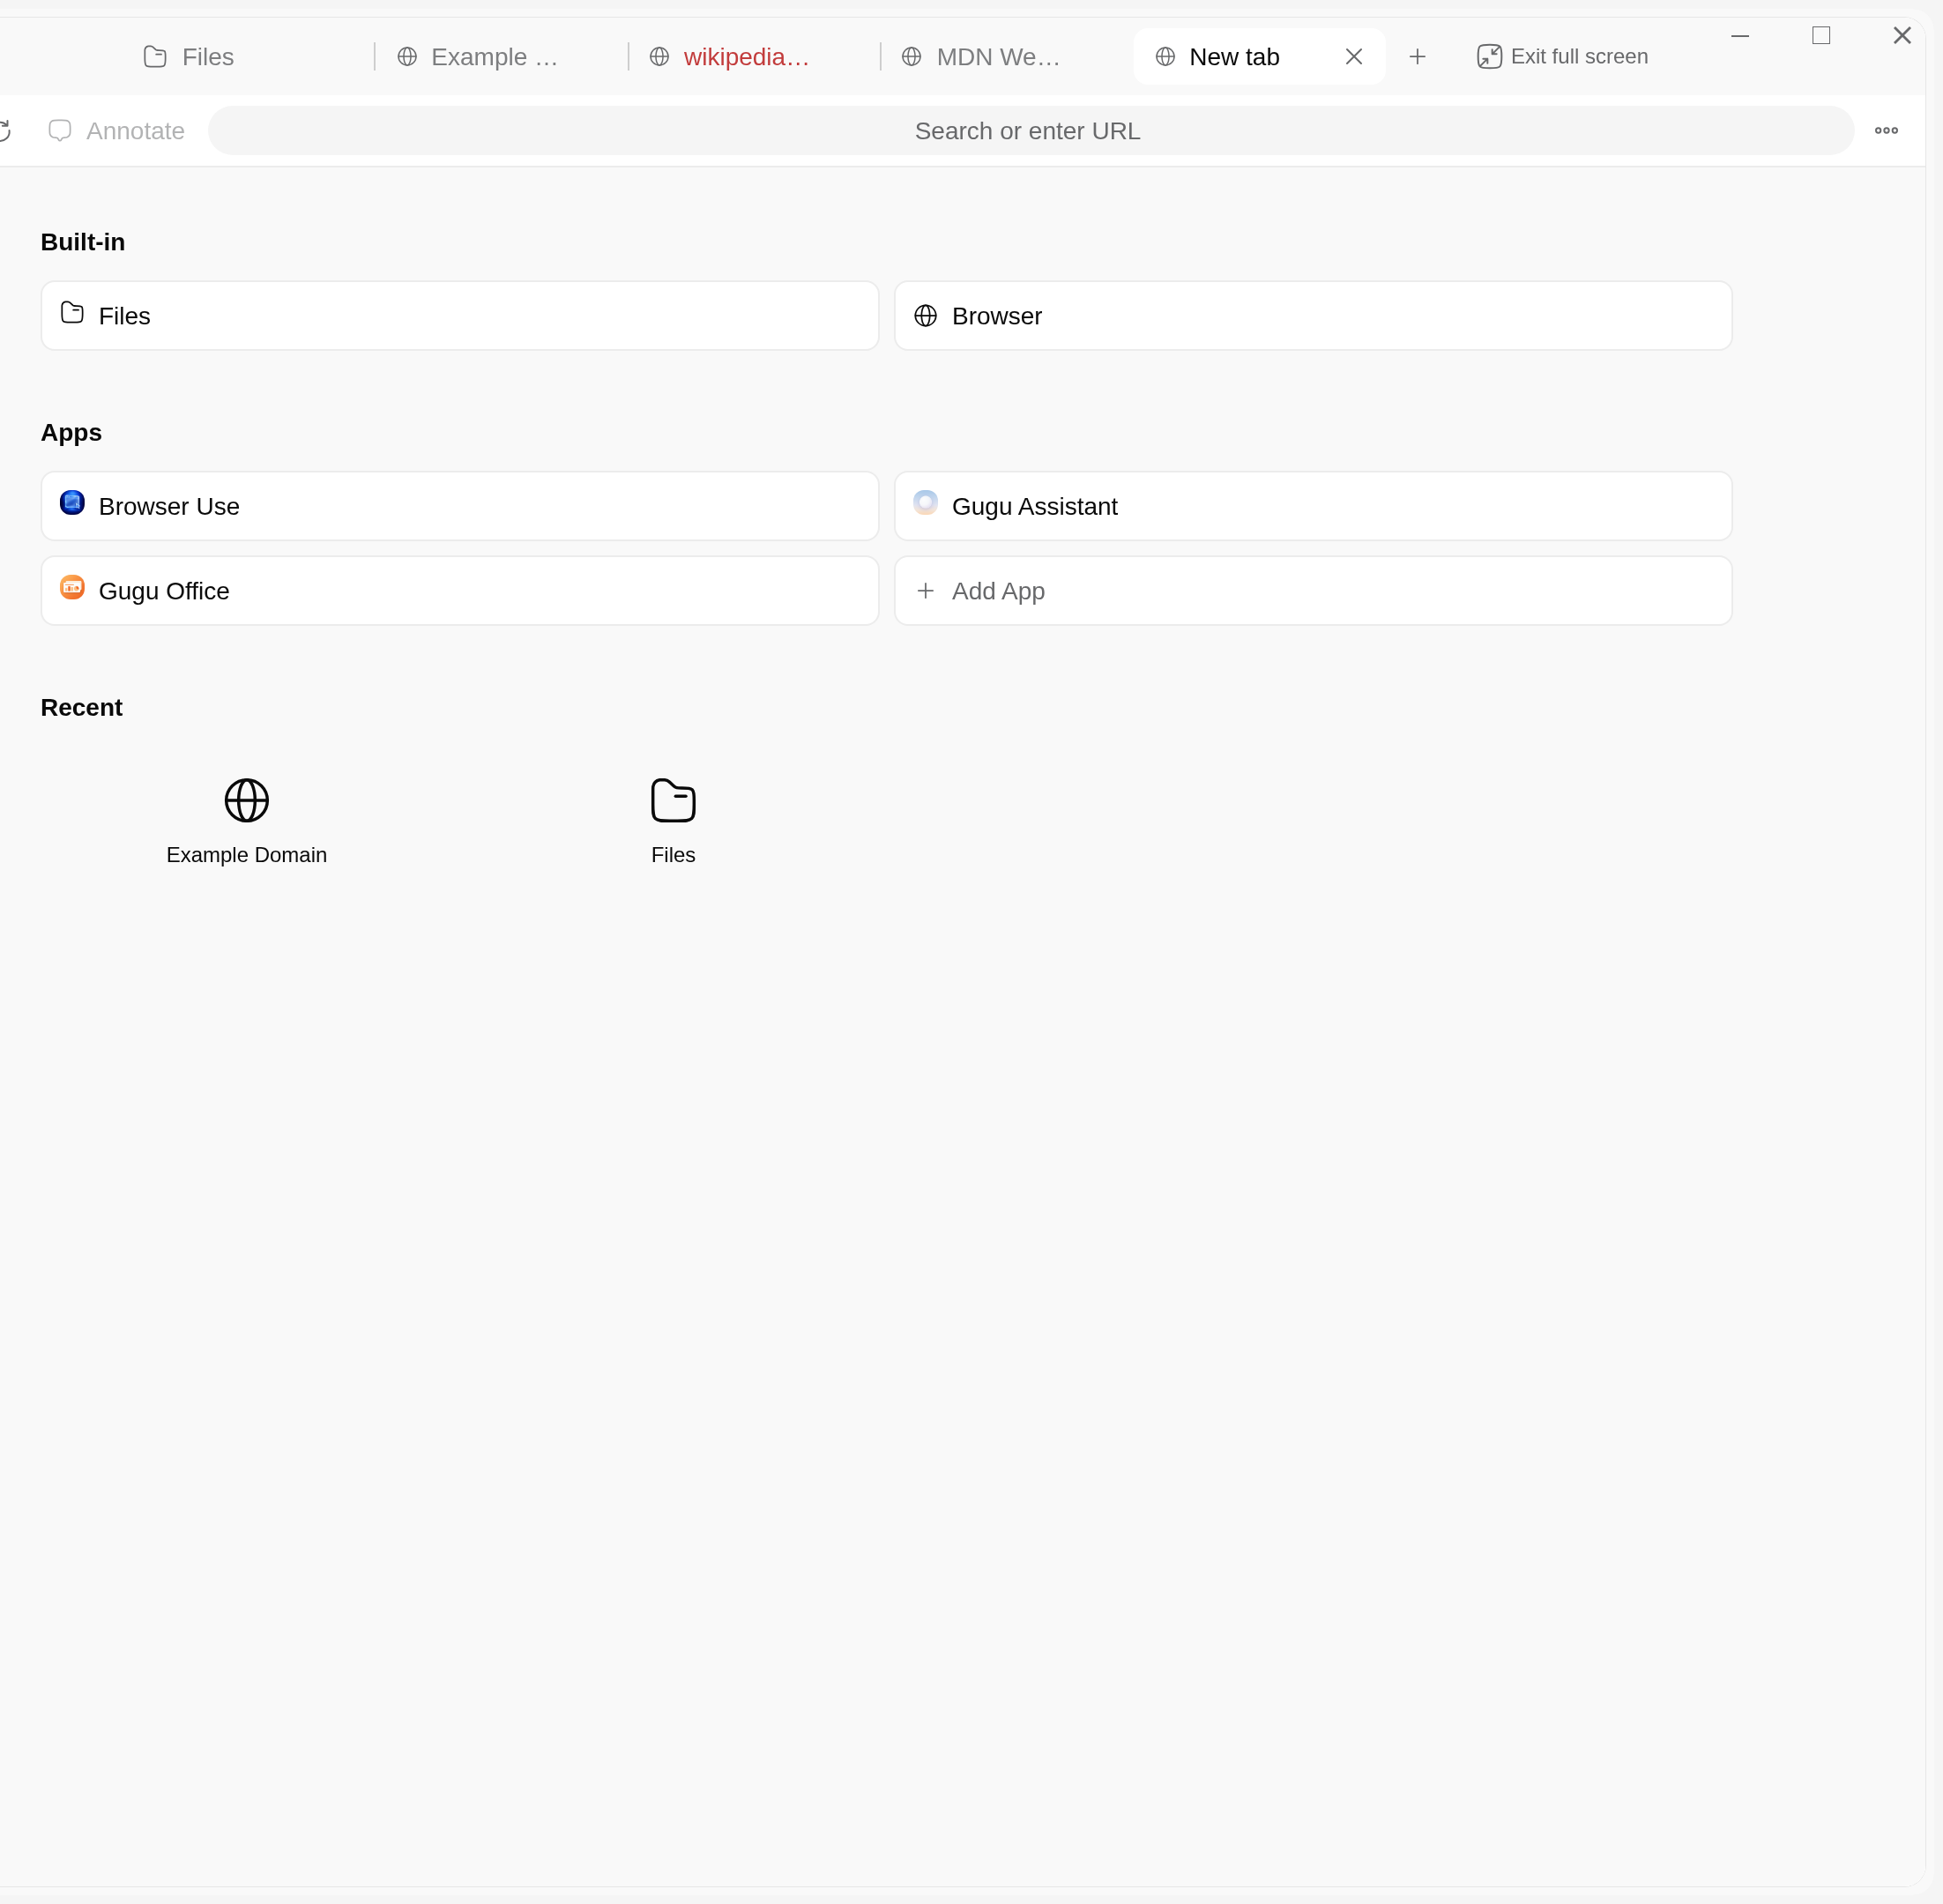 Files
Example …
wikipedia…
MDN We…
New tab
Exit full screen
Annotate
Search or enter URL
Built-in
Files
Browser
Apps
Browser Use
Gugu Assistant
Gugu Office
Add App
Recent
Example Domain
Files